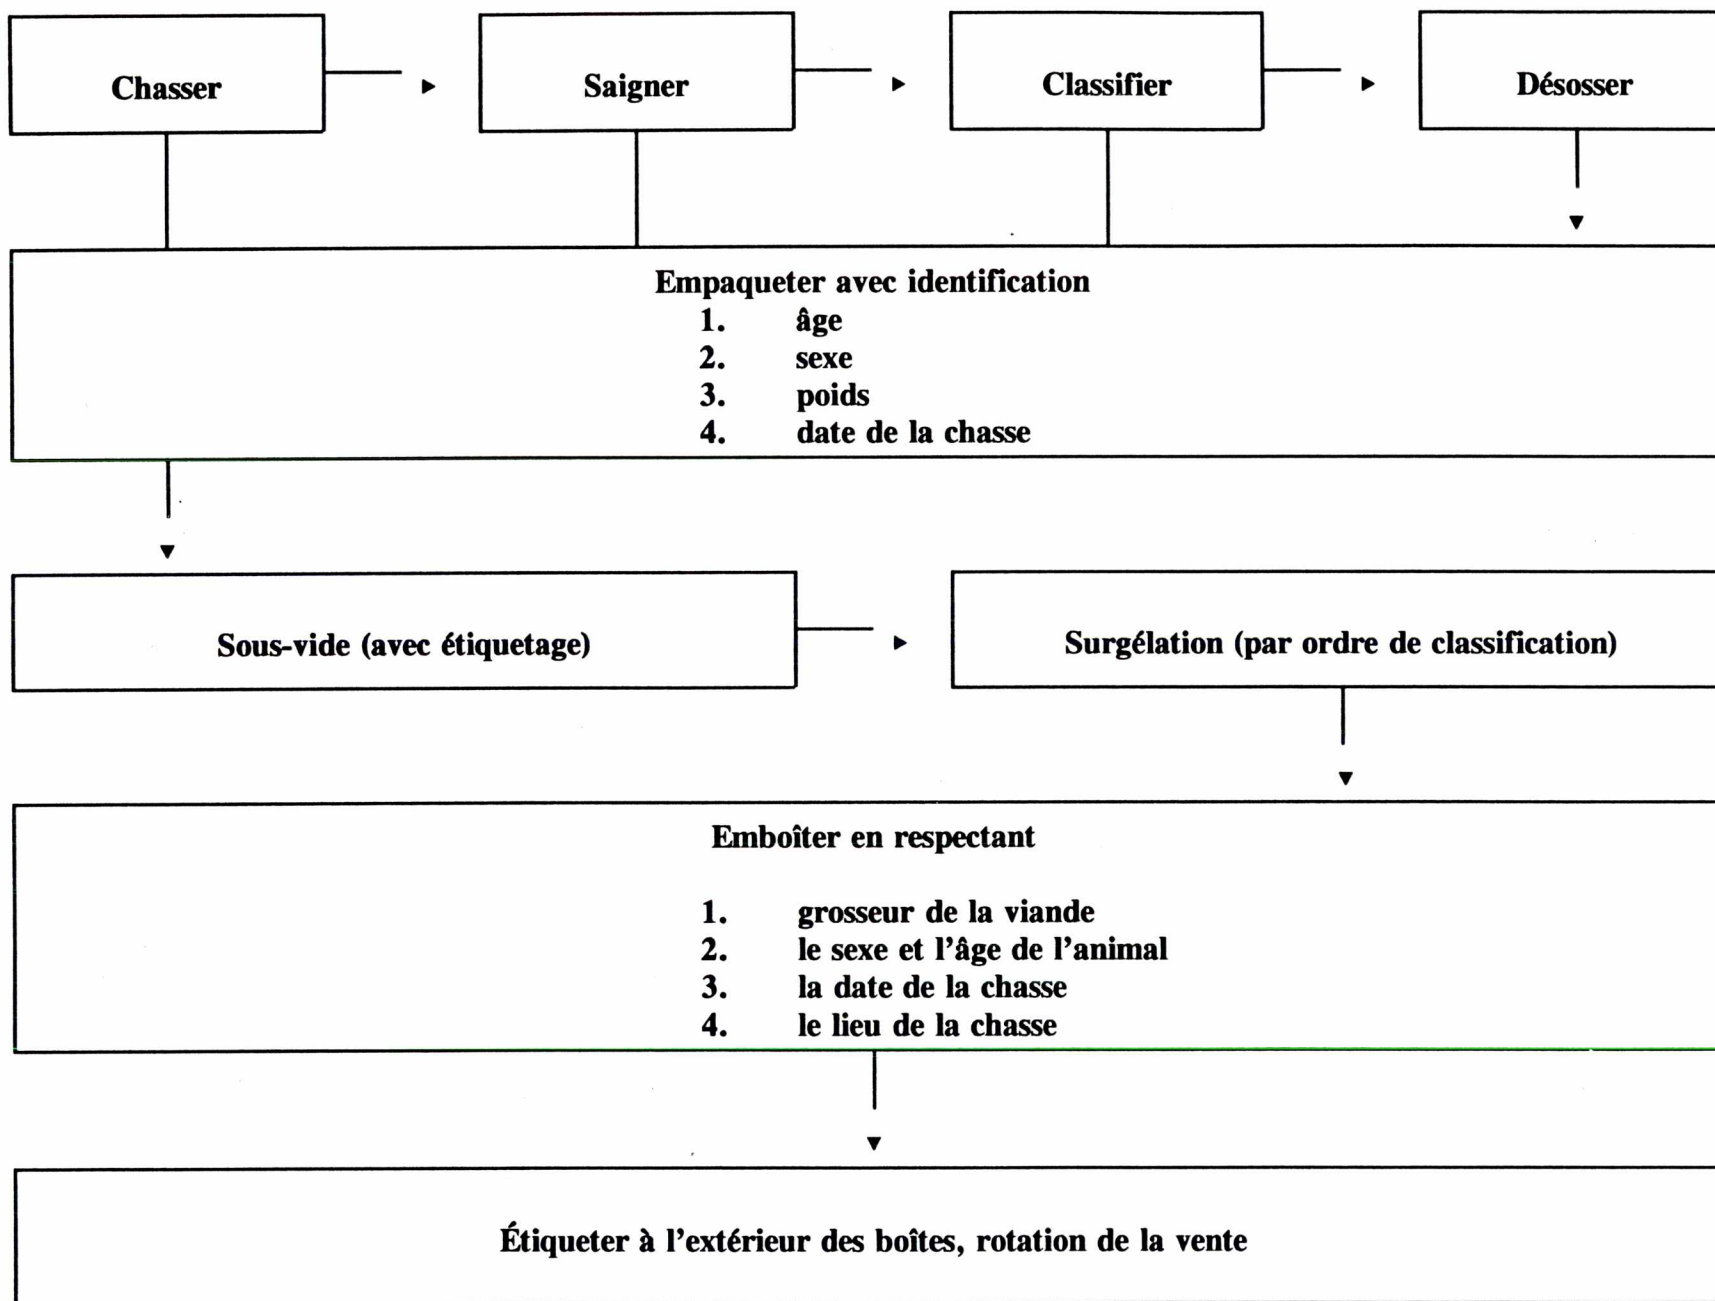 Chasser
Saigner
Classifier
Désosser
Empaqueter avec identification
1. âge
2. sexe
3. poids
4. date de la chasse
Sous-vide (avec étiquetage)
Surgélation (par ordre de classification)
Emboîter en respectant
1. grosseur de la viande
2. le sexe et l'âge de l'animal
3. la date de la chasse
4. le lieu de la chasse
Étiqueter à l'extérieur des boîtes, rotation de la vente